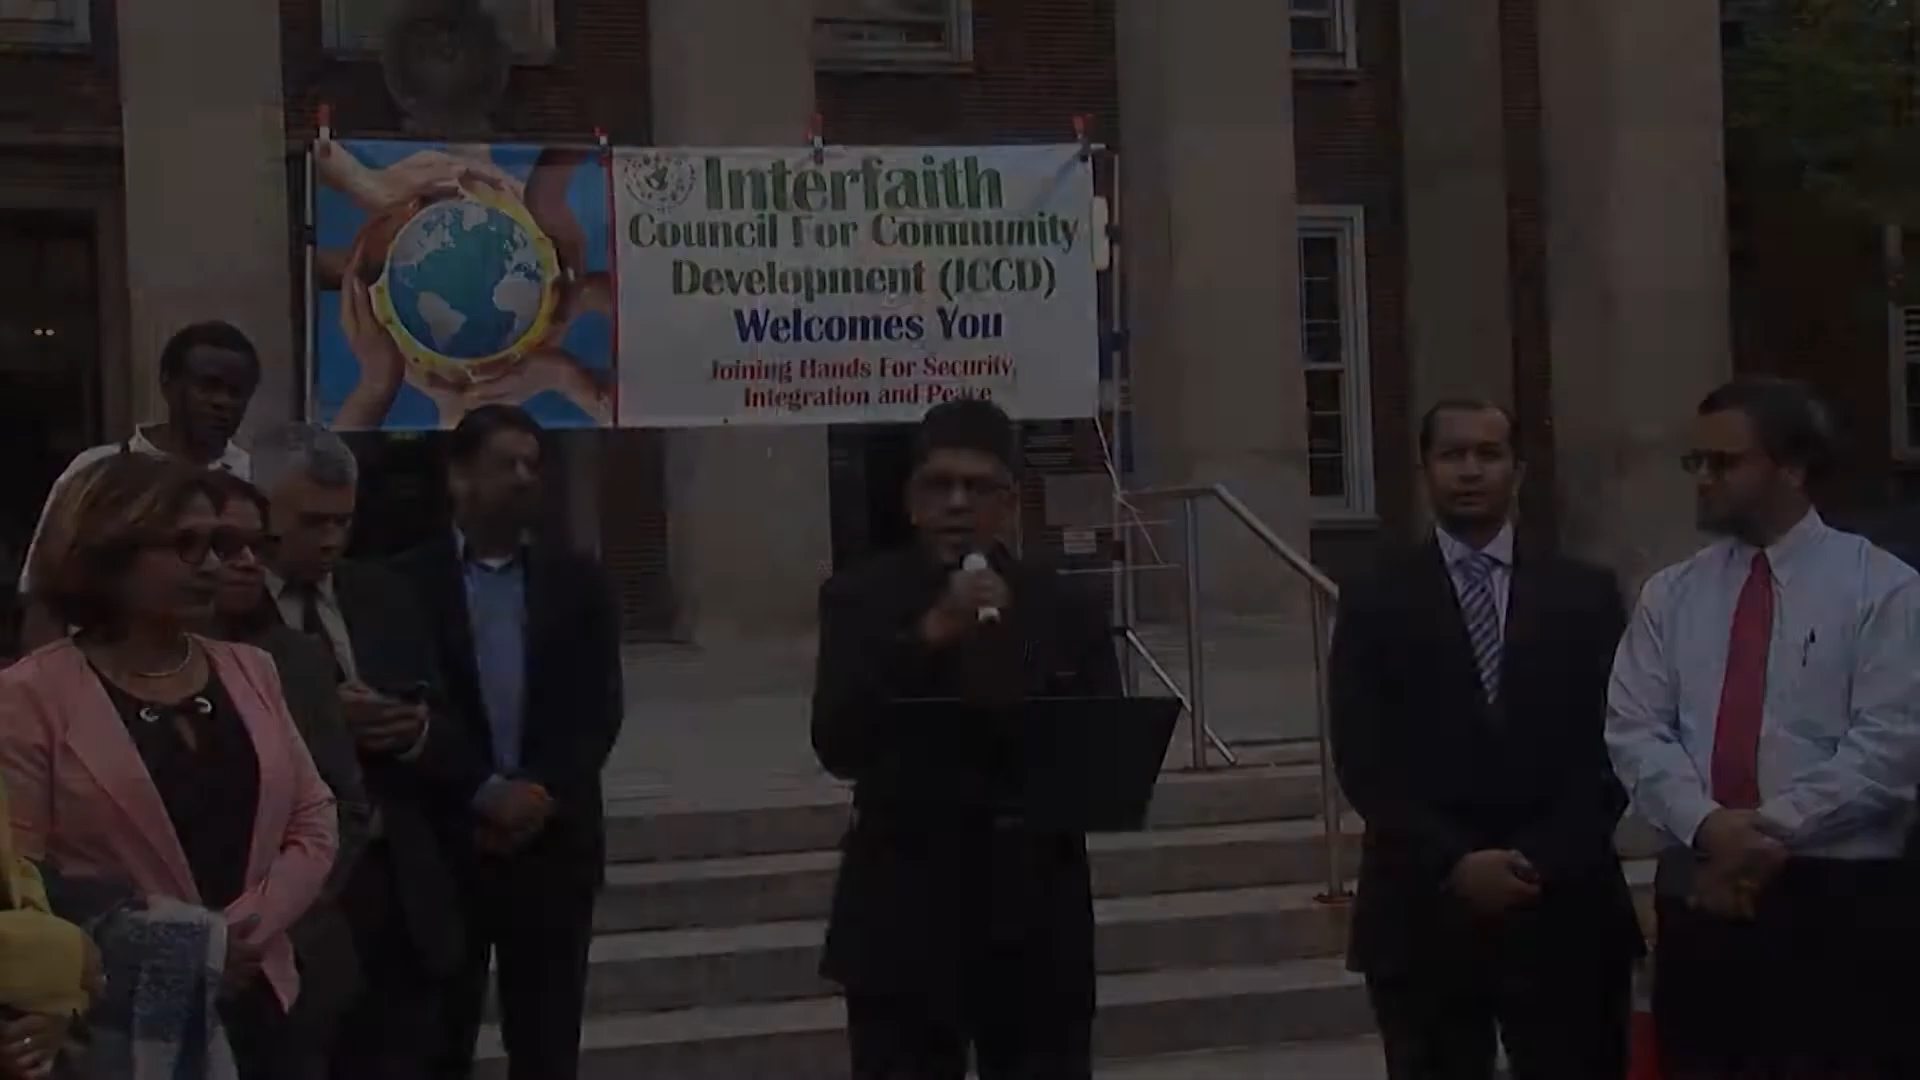 Interfaith
Council For Community
Development (ICCD)
Welcomes You
Joining Hands For Security,
Integration and Peace